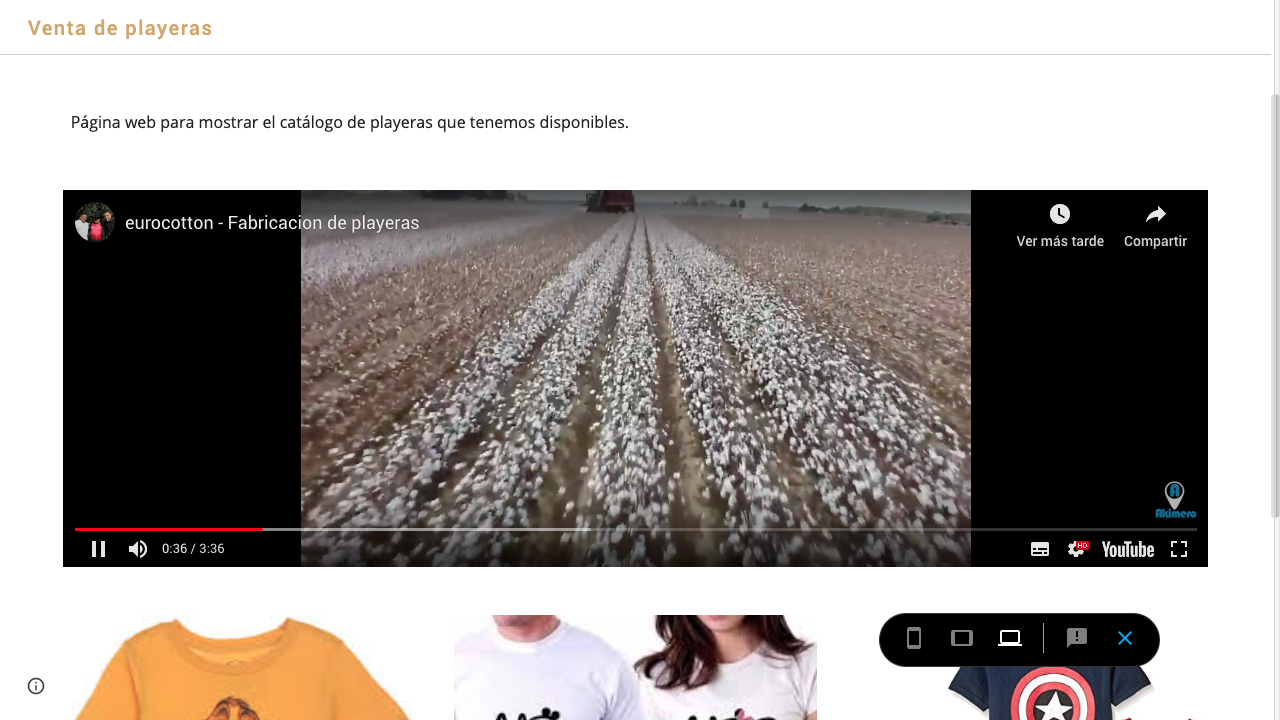 Venta de playeras
Página web para mostrar el catálogo de playeras que tenemos disponibles.
eurocotton - Fabricacion de playeras
Ver más tarde
Compartir
Akimero
0:36 / 3:36
HD
YouTube